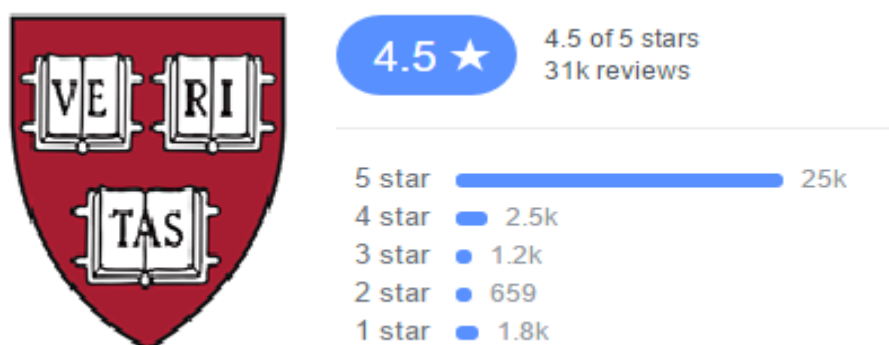 VE RI
TAS
4.5 ★
4.5 of 5 stars
31k reviews
5 star 25k
4 star 2.5k
3 star 1.2k
2 star 659
1 star 1.8k